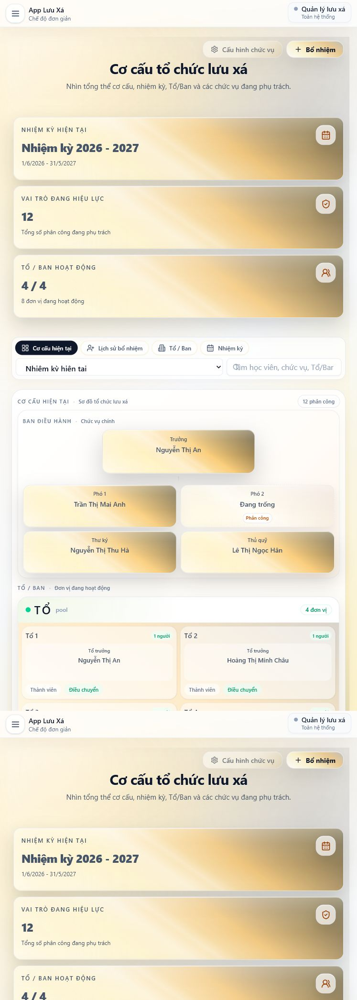 App Lưu Xá
Chế độ đơn giản
Quản lý lưu xá
Toàn hệ thống
Cấu hình chức vụ
Bổ nhiệm
Cơ cấu tổ chức lưu xá
Nhìn tổng thể cơ cấu, nhiệm kỳ, Tổ/Ban và các chức vụ đang phụ trách.
NHIỆM KỲ HIỆN TẠI
Nhiệm kỳ 2026 - 2027
1/6/2026 - 31/5/2027
VAI TRÒ ĐANG HIỆU LỰC
12
Tổng số phân công đang phụ trách
TỔ / BAN HOẠT ĐỘNG
4 / 4
8 đơn vị đang hoạt động
Cơ cấu hiện tại
Lịch sử bổ nhiệm
Tổ / Ban
Nhiệm kỳ
Nhiệm kỳ hiện tại
học viên, chức vụ, Tổ/Bar
CƠ CẤU HIỆN TẠI · Sơ đồ tổ chức lưu xá
12 phân công
BAN ĐIỀU HÀNH · Chức vụ chính
Trưởng
Nguyễn Thị An
Phó 1
Trần Thị Mai Anh
Phó 2
Đang trống
Phân công
Thư ký
Nguyễn Thị Thu Hà
Thủ quỹ
Lê Thị Ngọc Hân
TỔ / BAN · Đơn vị đang hoạt động
TỔ pool
4 đơn vị
Tổ 1
1 người
Tổ trưởng
Nguyễn Thị An
Thành viên
Điều chuyển
Tổ 2
1 người
Tổ trưởng
Hoàng Thị Minh Châu
Thành viên
Điều chuyển
App Lưu Xá
Chế độ đơn giản
Quản lý lưu xá
Toàn hệ thống
Cấu hình chức vụ
Bổ nhiệm
Cơ cấu tổ chức lưu xá
Nhìn tổng thể cơ cấu, nhiệm kỳ, Tổ/Ban và các chức vụ đang phụ trách.
NHIỆM KỲ HIỆN TẠI
Nhiệm kỳ 2026 - 2027
1/6/2026 - 31/5/2027
VAI TRÒ ĐANG HIỆU LỰC
12
Tổng số phân công đang phụ trách
TỔ / BAN HOẠT ĐỘNG
4 / 4